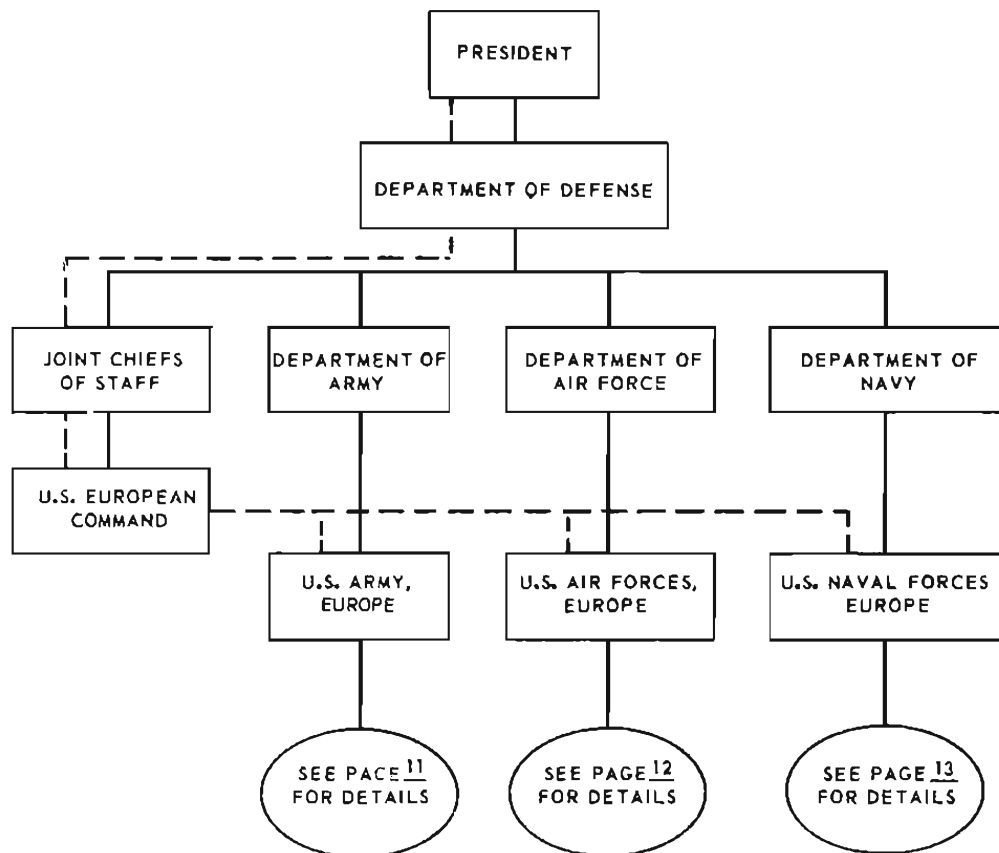 PRESIDENT
DEPARTMENT OF DEFENSE
JOINT CHIEFS
OF STAFF
DEPARTMENT OF
ARMY
DEPARTMENT OF
AIR FORCE
DEPARTMENT OF
NAVY
U.S. EUROPEAN
COMMAND
U.S. ARMY,
EUROPE
U.S. AIR FORCES,
EUROPE
U.S. NAVAL FORCES
EUROPE
SEE PACE 11
FOR DETAILS
SEE PAGE 12
FOR DETAILS
SEE PAGE 13
FOR DETAILS